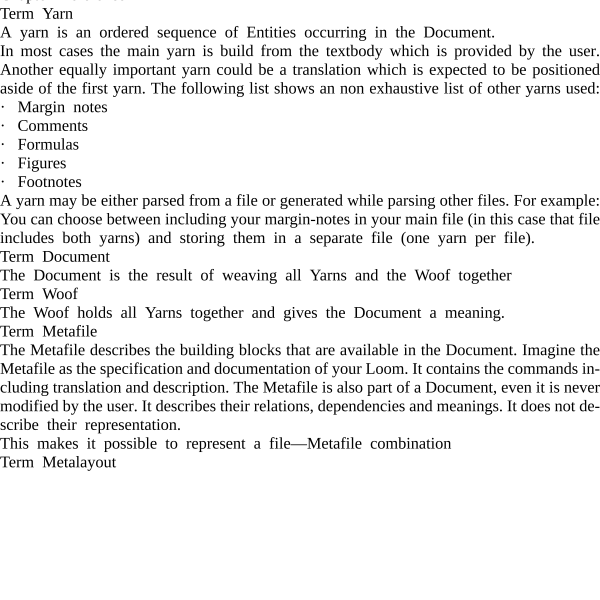 Term Yarn
A yarn is an ordered sequence of Entities occurring in the Document.
In most cases the main yarn is build from the textbody which is provided by the user.
Another equally important yarn could be a translation which is expected to be positioned
aside of the first yarn. The following list shows an non exhaustive list of other yarns used:
· Margin notes
· Comments
· Formulas
· Figures
· Footnotes
A yarn may be either parsed from a file or generated while parsing other files. For example:
You can choose between including your margin-notes in your main file (in this case that file
includes both yarns) and storing them in a separate file (one yarn per file).
Term Document
The Document is the result of weaving all Yarns and the Woof together
Term Woof
The Woof holds all Yarns together and gives the Document a meaning.
Term Metafile
The Metafile describes the building blocks that are available in the Document. Imagine the
Metafile as the specification and documentation of your Loom. It contains the commands in-
cluding translation and description. The Metafile is also part of a Document, even it is never
modified by the user. It describes their relations, dependencies and meanings. It does not de-
scribe their representation.
This makes it possible to represent a file—Metafile combination
Term Metalayout